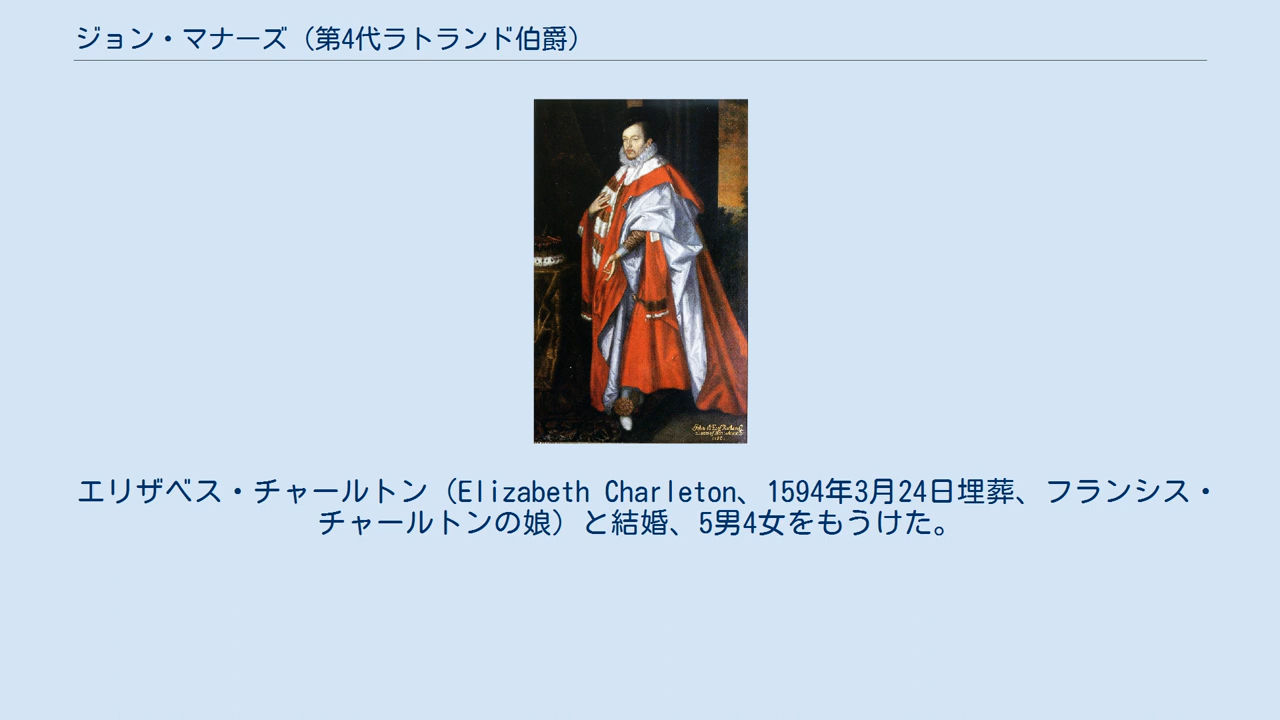 ジョン・マナーズ（第4代ラトランド伯爵）
エリザベス・チャールトン（Elizabeth Charleton、1594年3月24日埋葬、フランシス・
チャールトンの娘）と結婚、5男4女をもうけた。